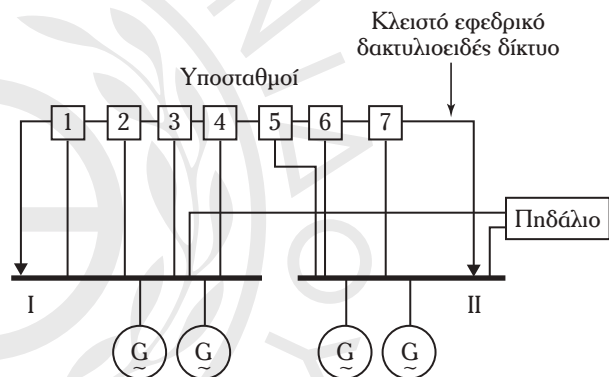 Κλειστό εφεδρικό
δακτυλιοειδές δίκτυο
Υποσταθμοί
1 2 3 4 5 6 7
Πηδάλιο
I II
G G G G
~ ~ ~ ~